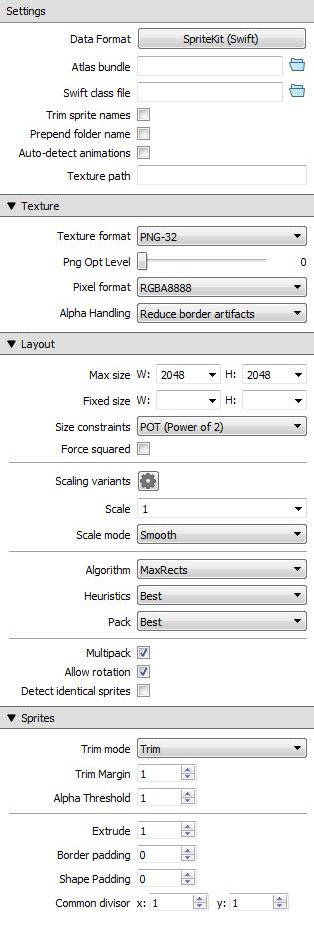 Settings
Data Format SpriteKit (Swift)
Atlas bundle
Swift class file
Trim sprite names
Prepend folder name
Auto-detect animations
Texture path
Texture
Texture format PNG-32
Png Opt Level 0
Pixel format RGBA8888
Alpha Handling Reduce border artifacts
Layout
Max size W: 2048 H: 2048
Fixed size W: H:
Size constraints POT (Power of 2)
Force squared
Scaling variants
Scale 1
Scale mode Smooth
Algorithm MaxRects
Heuristics Best
Pack Best
Multipack
Allow rotation
Detect identical sprites
Sprites
Trim mode Trim
Trim Margin 1
Alpha Threshold 1
Extrude 1
Border padding 0
Shape Padding 0
Common divisor x: 1 y: 1